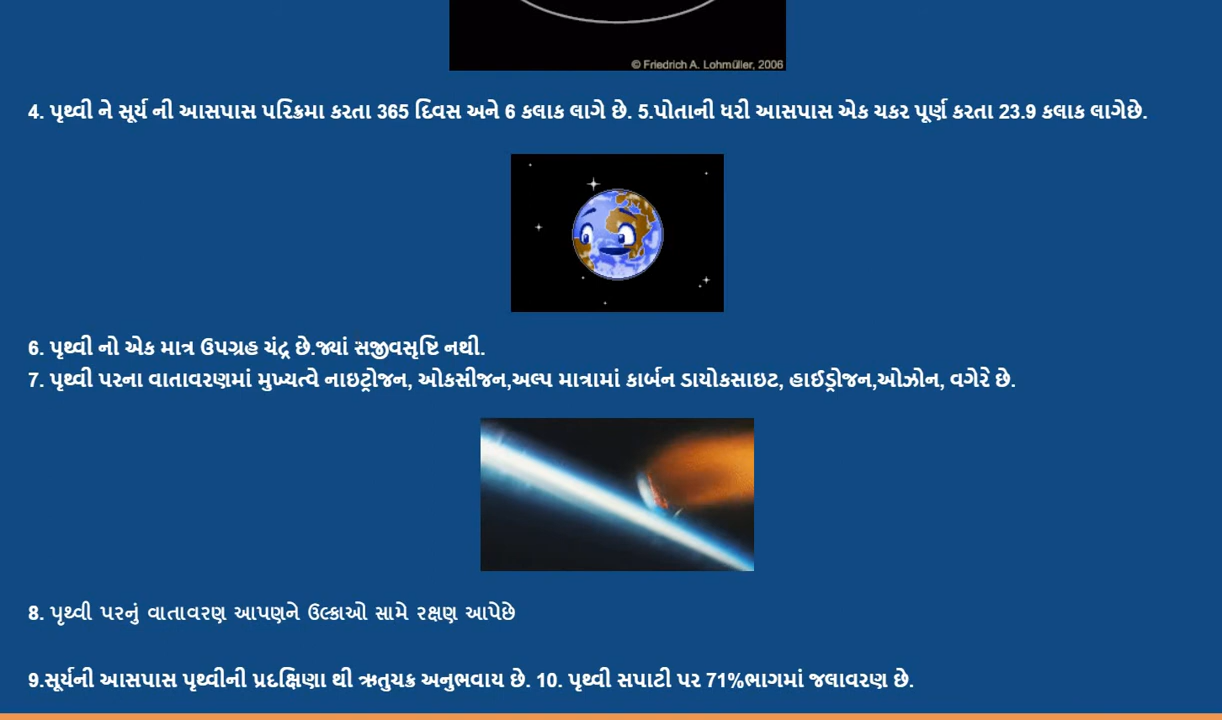 © Friedrich A. Lohmüller, 2006
4. પૃથ્વી ને સૂર્ય ની આસપાસ પરિક્રમા કરતા 365 દિવસ અને 6 કલાક લાગે છે. 5.પોતાની ધરી આસપાસ એક ચકર પૂર્ણ કરતા 23.9 કલાક લાગેછે.
6. પૃથ્વી નો એક માત્ર ઉપગ્રહ ચંદ્ર છે.જ્યાં સજીવસૃષ્ટિ નથી.
7. પૃથ્વી પરના વાતાવરણમાં મુખ્યત્વે નાઇટ્રોજન, ઓકસીજન,અલ્પ માત્રામાં કાર્બન ડાયોકસાઇટ, હાઈડ્રોજન,ઓઝોન, વગેરે છે.
8. પૃથ્વી પરનું વાતાવરણ આપણને ઉલ્કાઓ સામે રક્ષણ આપેછે
9.સૂર્યની આસપાસ પૃથ્વીની પ્રદક્ષિણા થી ઋતુચક્ર અનુભવાય છે. 10. પૃથ્વી સપાટી પર 71%ભાગમાં જલાવરણ છે.